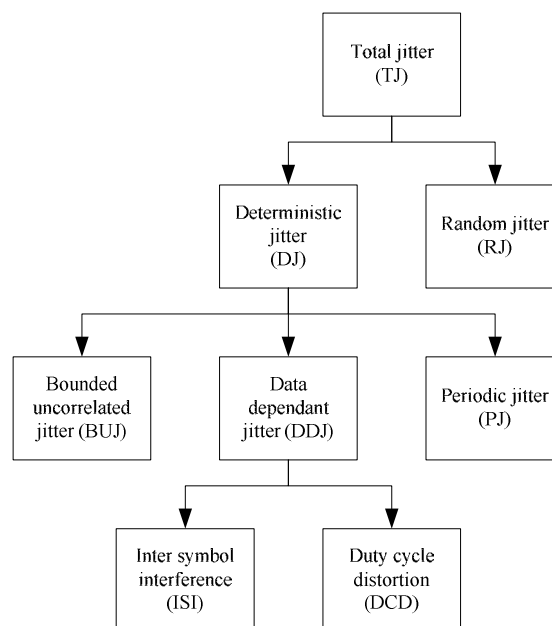 Total jitter
(TJ)
Deterministic
jitter
(DJ)
Random jitter
(RJ)
Bounded
uncorrelated
jitter (BUJ)
Data
dependant
jitter (DDJ)
Periodic jitter
(PJ)
Inter symbol
interference
(ISI)
Duty cycle
distortion
(DCD)